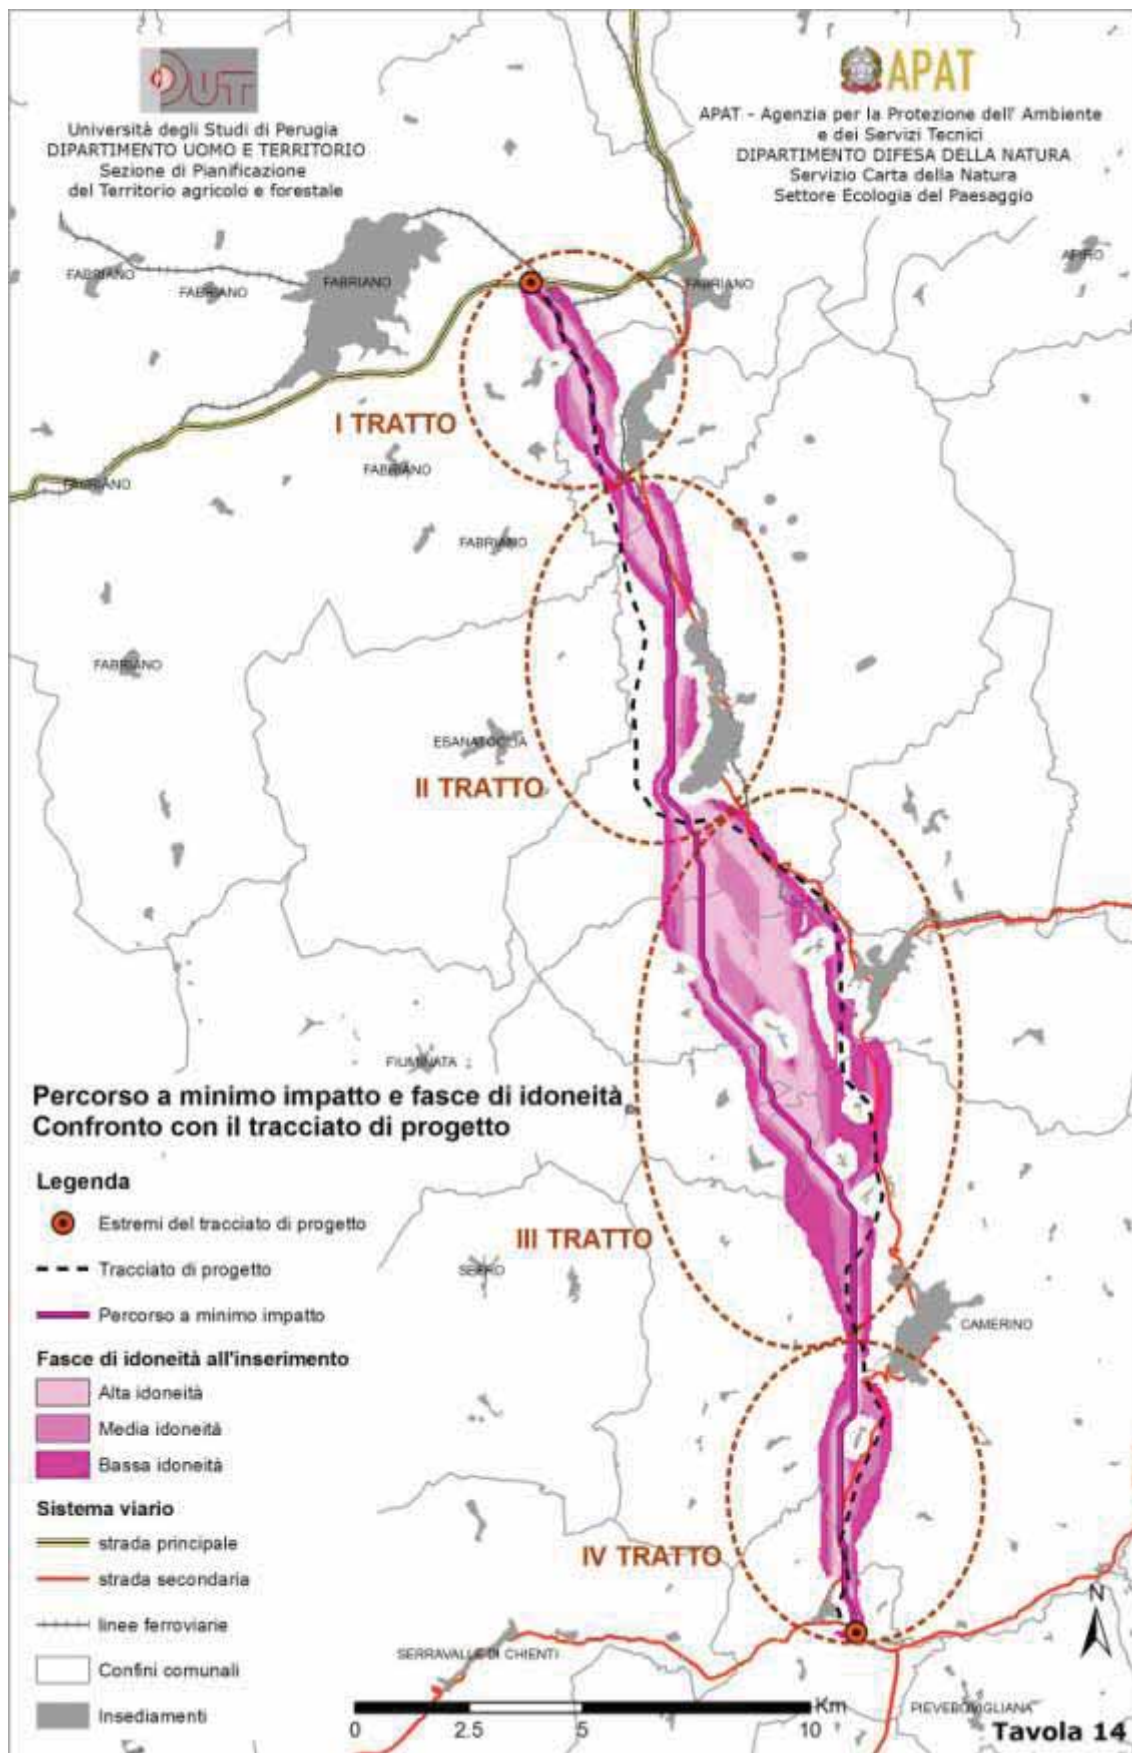 DUT
Università degli Studi di Perugia
DIPARTIMENTO UOMO E TERRITORIO
Sezione di Pianificazione
del Territorio agricolo e forestale
APAT
APAT - Agenzia per la Protezione dell' Ambiente
e dei Servizi Tecnici
DIPARTIMENTO DIFESA DELLA NATURA
Servizio Carta della Natura
Settore Ecologia del Paesaggio
APIRO
FABRIANO
FABRIANO
FABRIANO
FABRIANO
I TRATTO
FABRIANO
FABRIANO
FABRIANO
FABRIANO
ESANATOGLIA
II TRATTO
FIUMINATA
Percorso a minimo impatto e fasce di idoneità
Confronto con il tracciato di progetto
Legenda
Estremi del tracciato di progetto
Tracciato di progetto
Percorso a minimo impatto
Fasce di idoneità all'inserimento
Alta idoneità
Media idoneità
Bassa idoneità
Sistema viario
strada principale
strada secondaria
linee ferroviarie
Confini comunali
Insediamenti
III TRATTO
SEFRO
CAMERINO
IV TRATTO
N
SERRAVALLE DI CHIENTI
PIEVEBOVIGLIANA
Km
0 2.5 5 10
Tavola 14